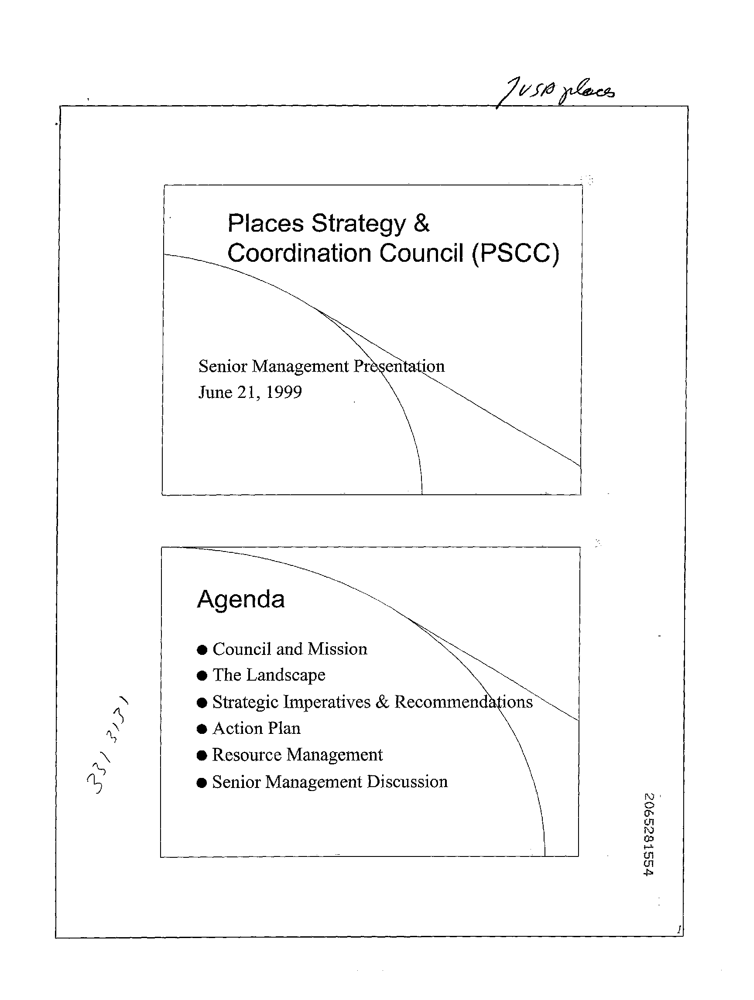 places
Places Strategy &
Coordination Council (PSCC)
Senior Management Presentation
June 21, 1999
Agenda
● Council and Mission
● The Landscape
● Strategic Imperatives & Recommendations
● Action Plan
● Resource Management
● Senior Management Discussion
331 3131
2065281554
1